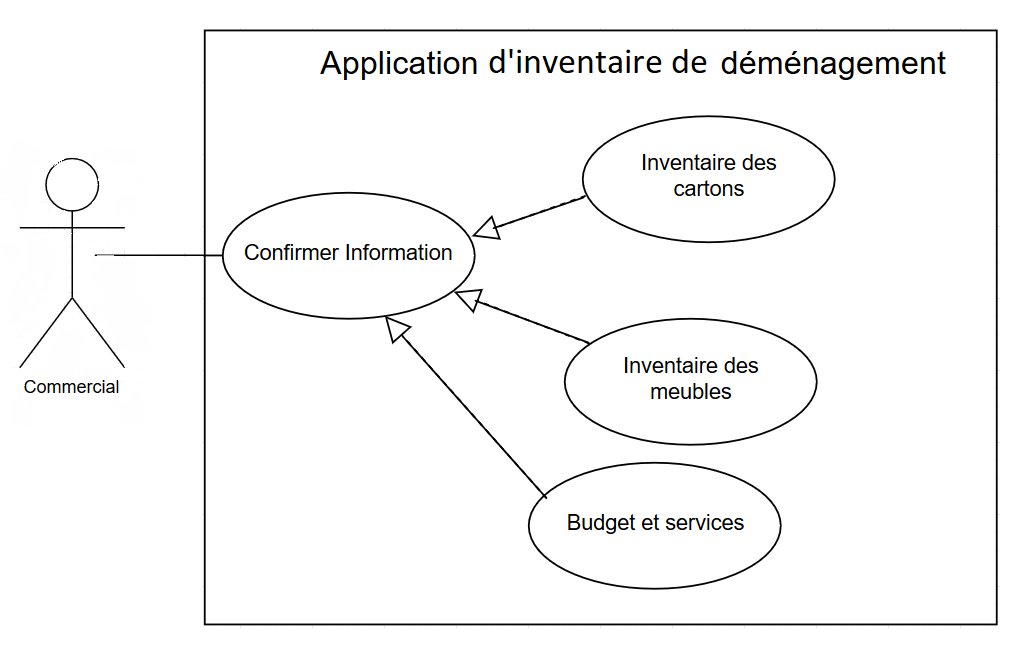 Application d'inventaire de déménagement
Inventaire des
cartons
Confirmer Information
Inventaire des
meubles
Commercial
Budget et services